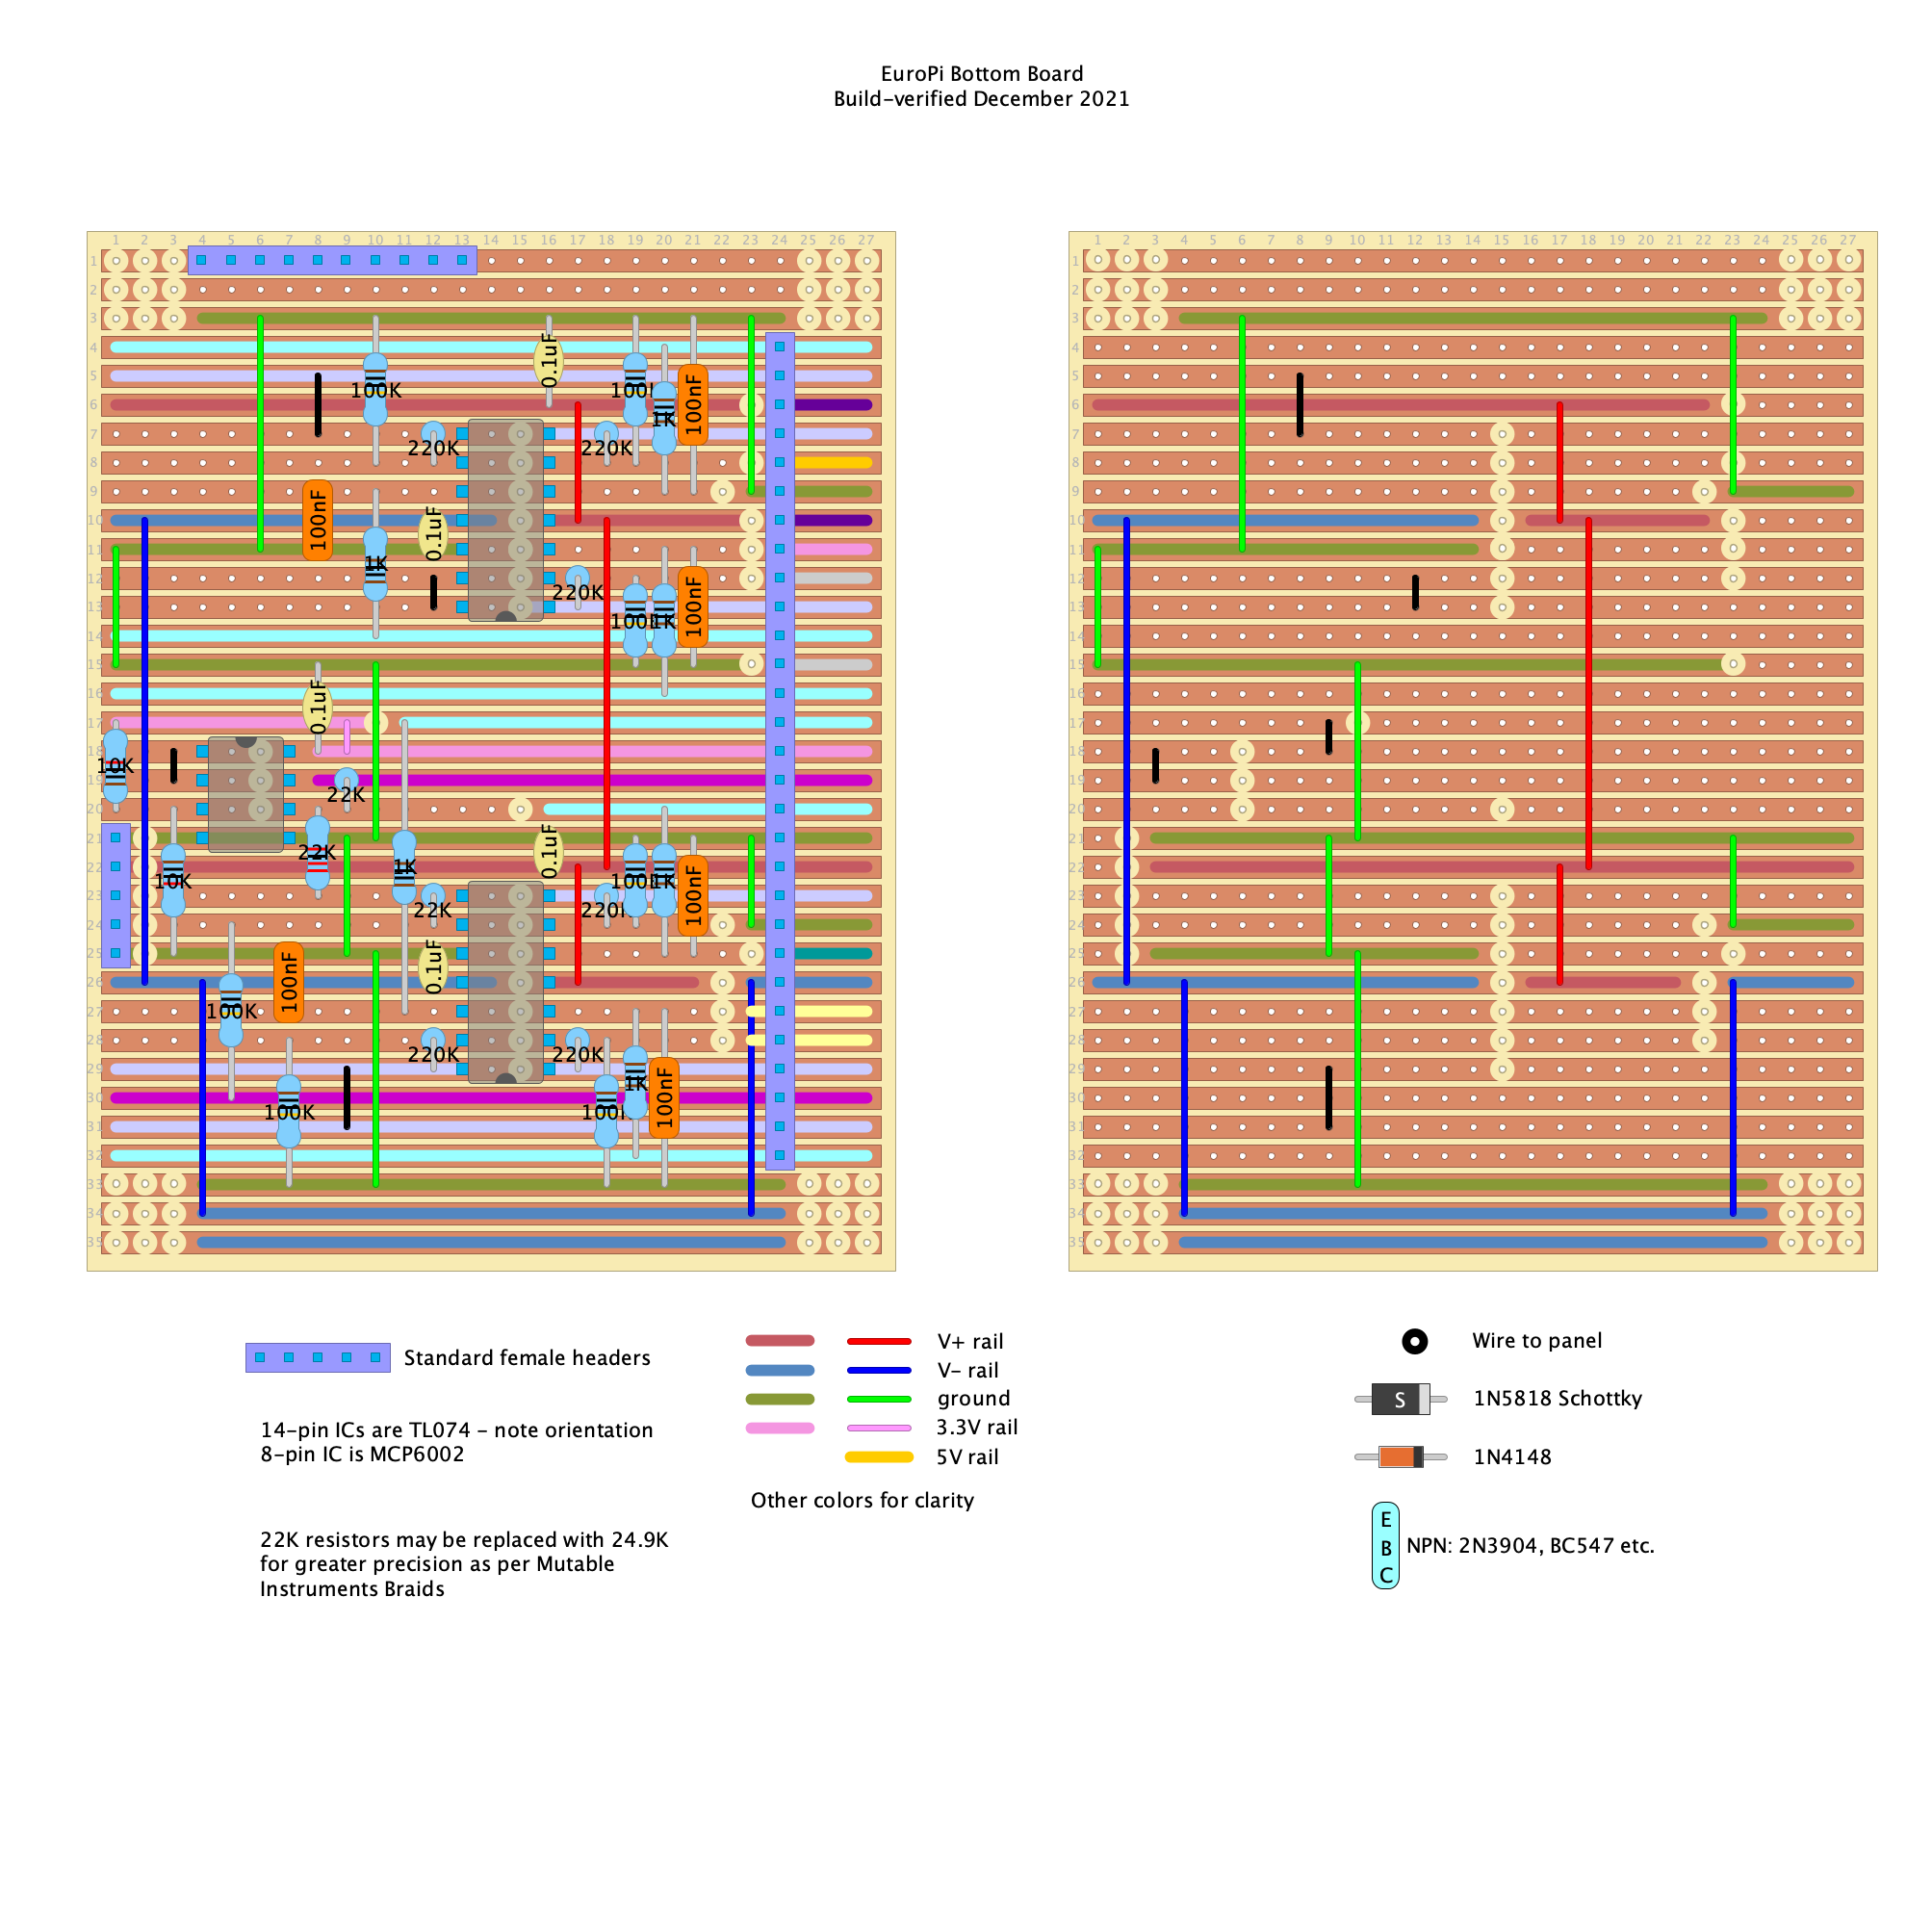 EuroPi Bottom Board
Build-verified December 2021
1 2 3 4 5 6 7 8 9 10 11 12 13 14 15 16 17 18 19 20 21 22 23 24 25 26 27
1 2 3 4 5 6 7 8 9 10 11 12 13 14 15 16 17 18 19 20 21 22 23 24 25 26 27
1
2
3
4
5
6
7
8
9
10
11
12
13
14
15
16
17
18
19
20
21
22
23
24
25
26
27
28
29
30
31
32
33
34
35
100K
0.1uF
100K
1K
100nF
220K
220K
100nF
0.1uF
1K
220K
100K
1K
100nF
0.1uF
10K
22K
22K
10K
1K
0.1uF
100K
1K
100nF
22K
220K
100nF
0.1uF
100K
220K
220K
1K
100nF
100K
100K
1
2
3
4
5
6
7
8
9
10
11
12
13
14
15
16
17
18
19
20
21
22
23
24
25
26
27
28
29
30
31
32
33
34
35
Standard female headers
14-pin ICs are TL074 - note orientation
8-pin IC is MCP6002
22K resistors may be replaced with 24.9K
for greater precision as per Mutable
Instruments Braids
V+ rail
V- rail
ground
3.3V rail
5V rail
Other colors for clarity
Wire to panel
S 1N5818 Schottky
1N4148
E
B
C
NPN: 2N3904, BC547 etc.